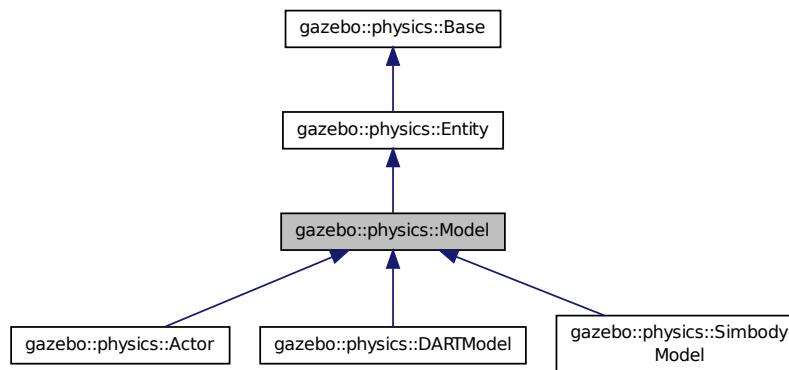 gazebo::physics::Base
gazebo::physics::Entity
gazebo::physics::Model
gazebo::physics::Actor
gazebo::physics::DARTModel
gazebo::physics::Simbody
Model